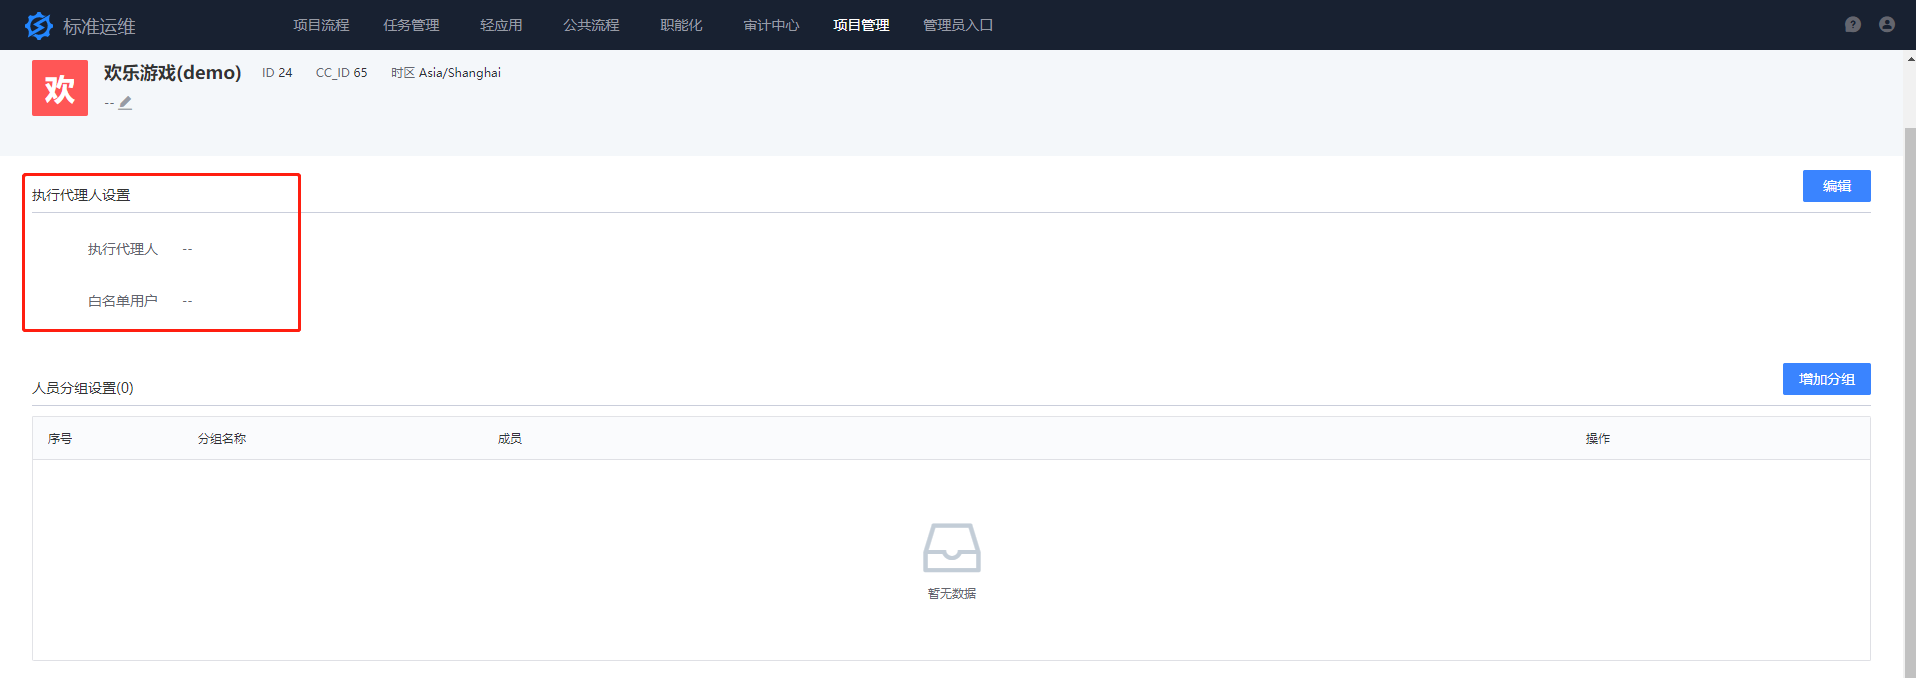 标准运维 项目流程 任务管理 轻应用 公共流程 职能化 审计中心 项目管理 管理员入口
欢 欢乐游戏(demo) ID 24 CC_ID 65 时区 Asia/Shanghai
--
执行代理人设置 编辑
执行代理人 --
白名单用户 --
人员分组设置(0) 增加分组
序号 分组名称 成员 操作
暂无数据